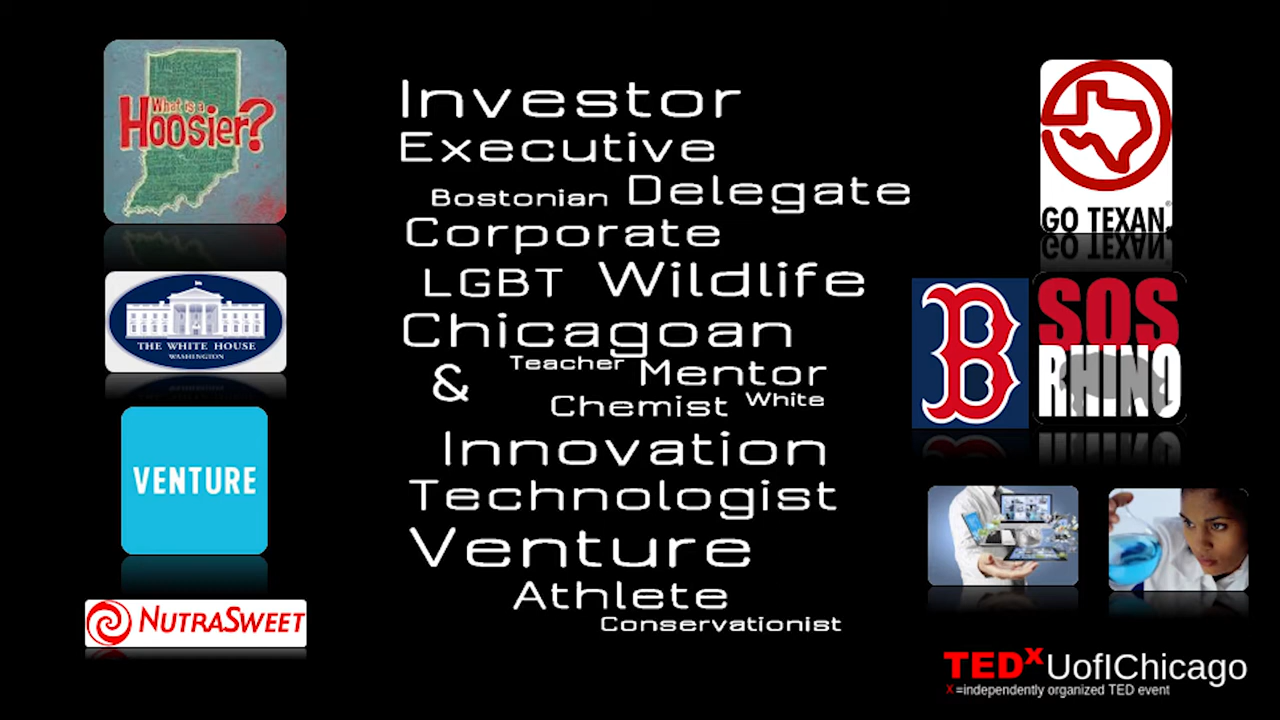 What is a
Hoosier?
THE WHITE HOUSE
WASHINGTON
VENTURE
NUTRASWEET
Investor
Executive
Bostonian Delegate
Corporate
LGBT Wildlife
Chicagoan
& Teacher Mentor
Chemist White
Innovation
Technologist
Venture
Athlete
Conservationist
GO TEXAN®
B
SOS
RHINO
TEDx UofIChicago
x=independently organized TED event